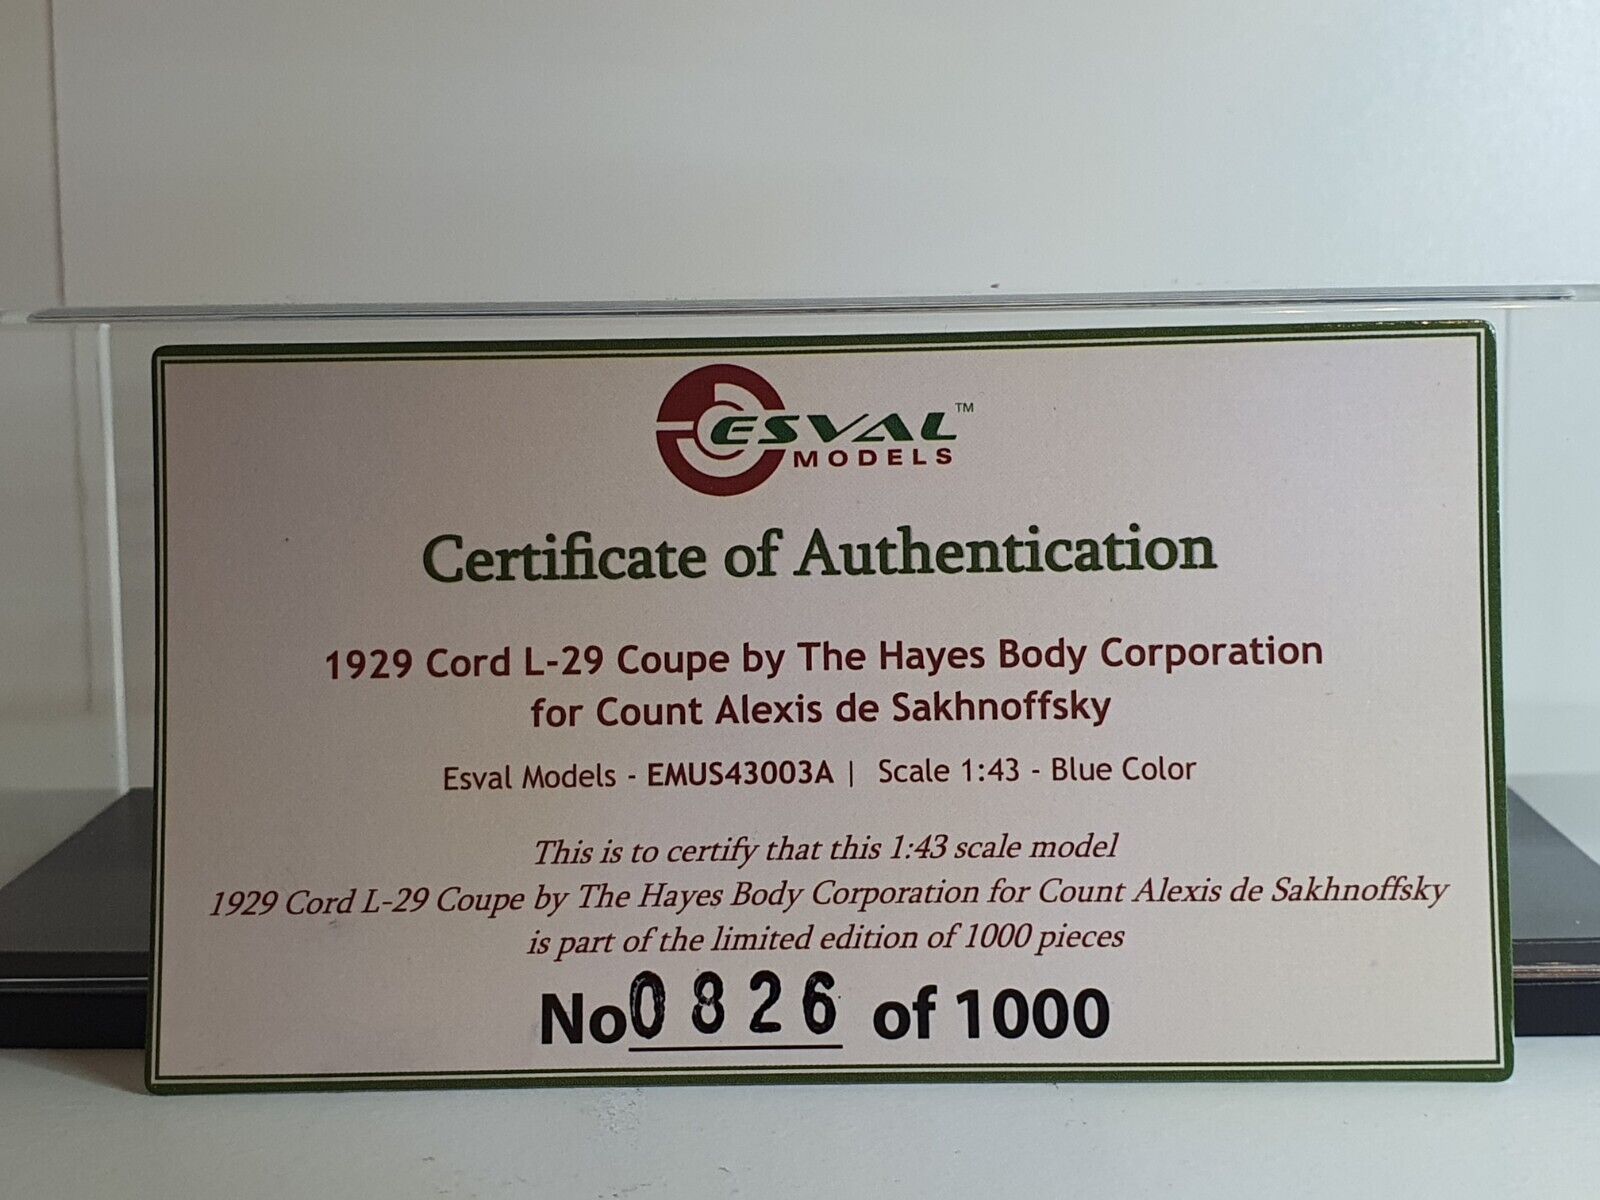 ESVAL™
MODELS
Certificate of Authentication
1929 Cord L-29 Coupe by The Hayes Body Corporation
for Count Alexis de Sakhnoffsky
Esval Models - EMUS43003A | Scale 1:43 - Blue Color
This is to certify that this 1:43 scale model
1929 Cord L-29 Coupe by The Hayes Body Corporation for Count Alexis de Sakhnoffsky
is part of the limited edition of 1000 pieces
No 0826 of 1000